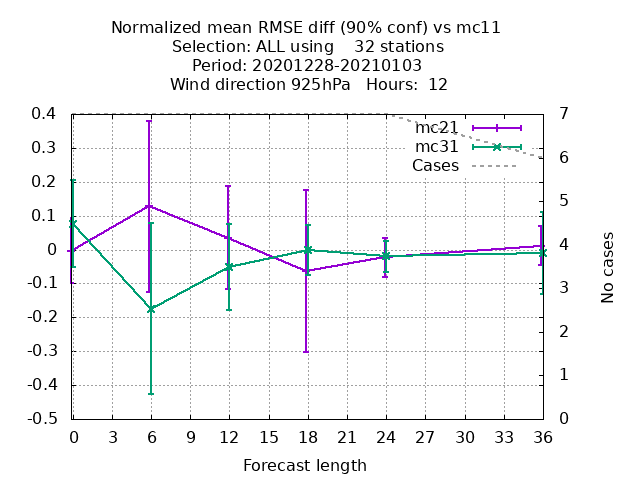 Normalized mean RMSE diff (90% conf) vs mc11
Selection: ALL using    32 stations
Period: 20201228-20210103
Wind direction 925hPa   Hours:  12
0.4
0.3
0.2
0.1
0
-0.1
-0.2
-0.3
-0.4
-0.5
mc21
mc31
Cases
7
6
5
4
3
2
1
0
No cases
0 3 6 9 12 15 18 21 24 27 30 33 36
Forecast length